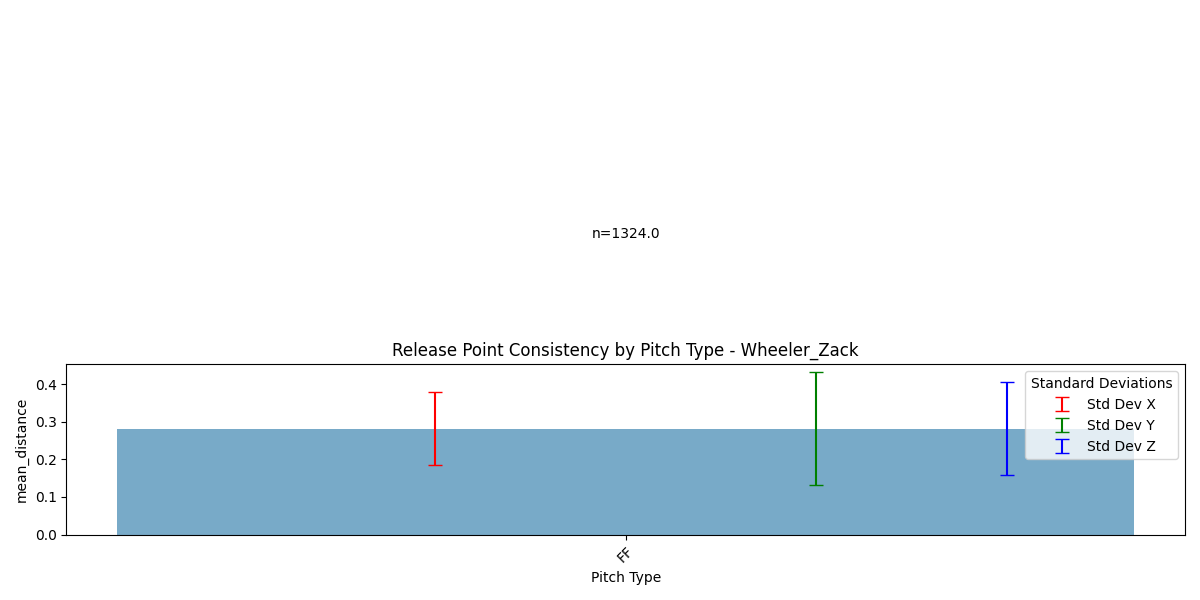 n=1324.0
Release Point Consistency by Pitch Type - Wheeler_Zack
Standard Deviations
Std Dev X
Std Dev Y
Std Dev Z
mean_distance
0.4
0.3
0.2
0.1
0.0
FF
Pitch Type